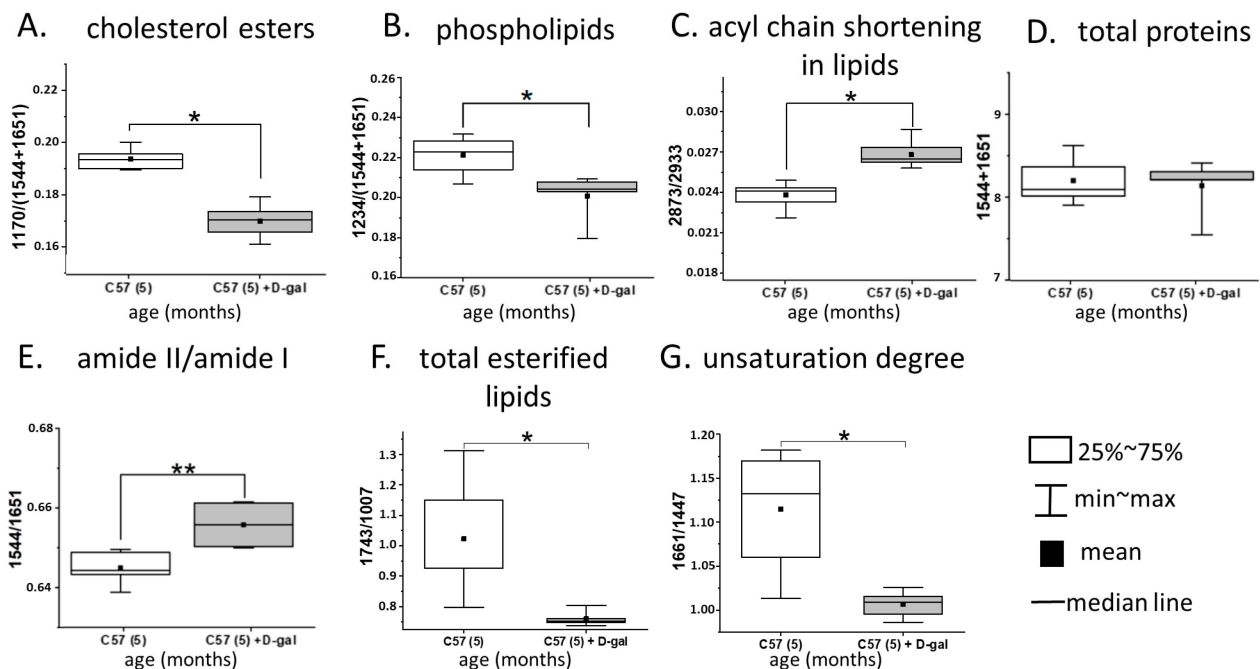 A. cholesterol esters
1170/(1544+1651)
0.22
0.20
0.18
0.16
*
C57 (5)
C57 (5) +D-gal
age (months)
B. phospholipids
1234/(1544+1651)
0.26
0.24
0.22
0.20
0.18
0.16
*
C57 (5)
C57 (5) +D-gal
age (months)
C. acyl chain shortening
in lipids
2873/2933
0.030
0.027
0.024
0.021
0.018
*
C57 (5)
C57 (5) +D-gal
age (months)
D. total proteins
1544+1651
9
8
7
C57 (5)
C57 (5) +D-gal
age (months)
E. amide II/amide I
1544/1651
0.68
0.66
0.64
**
C57 (5)
C57 (5) +D-gal
age (months)
F. total esterified
lipids
1743/1007
1.3
1.2
1.1
1.0
0.9
0.8
*
C57 (5)
C57 (5) + D-gal
age (months)
G. unsaturation degree
1661/1447
1.20
1.15
1.10
1.05
1.00
*
C57 (5)
C57 (5) + D-gal
age (months)
25%~75%
min~max
mean
median line